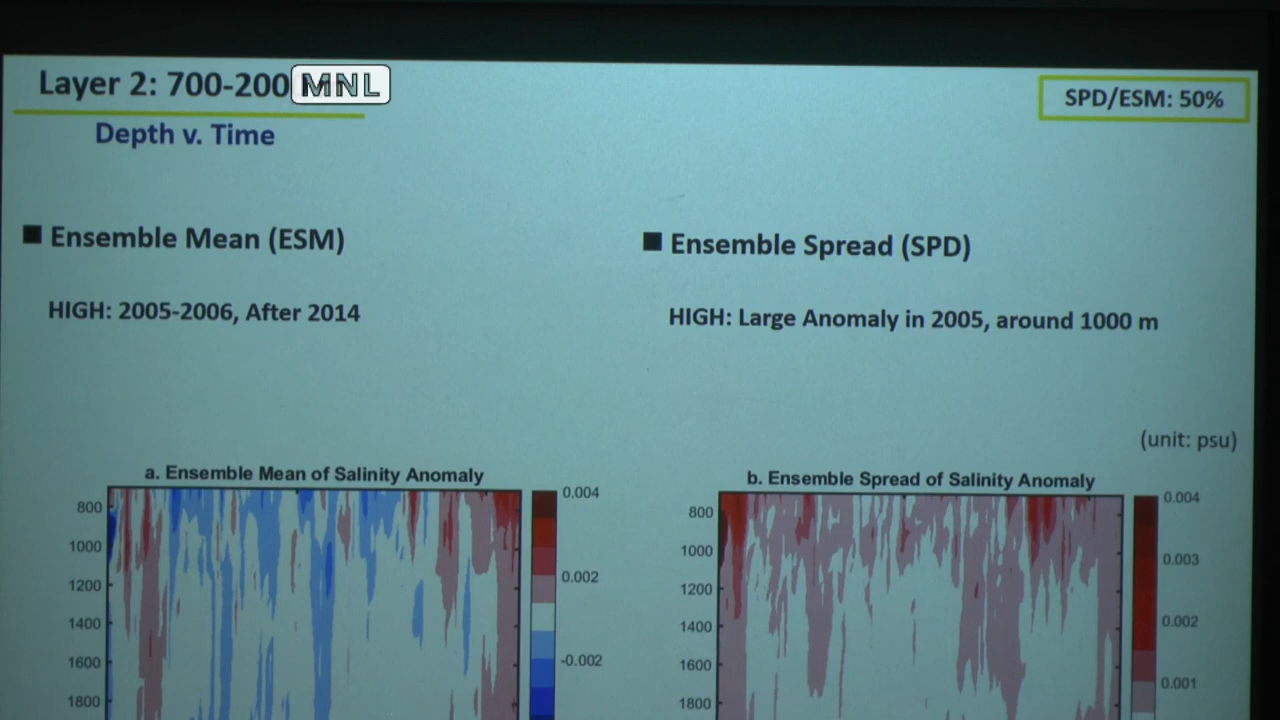 Layer 2: 700-200
MNL
SPD/ESM: 50%
Depth v. Time
■ Ensemble Mean (ESM)
■ Ensemble Spread (SPD)
HIGH: 2005-2006, After 2014
HIGH: Large Anomaly in 2005, around 1000 m
(unit: psu)
a. Ensemble Mean of Salinity Anomaly
800
1000
1200
1400
1600
1800
0.004
0.002
-0.002
b. Ensemble Spread of Salinity Anomaly
800
1000
1200
1400
1600
1800
0.004
0.003
0.002
0.001